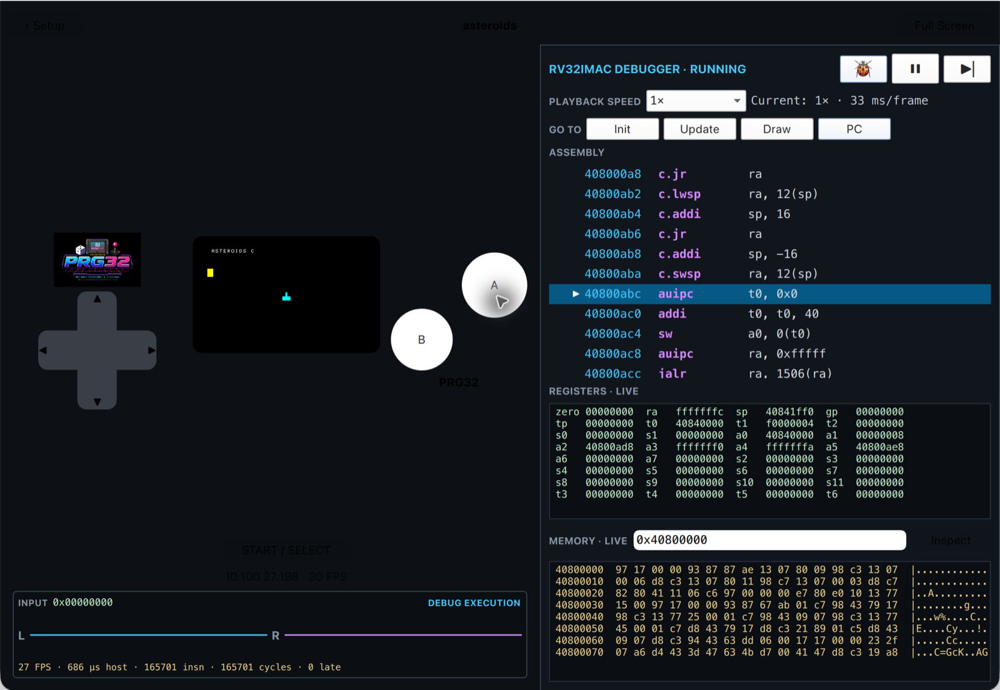 ‹ Setup
asteroids
Full Screen
PRG32
ASTEROIDS C
A
B
PRG32
START / SELECT
10.100.27.198 · 30 FPS
INPUT 0x00000000
DEBUG EXECUTION
L
R
27 FPS · 686 µs host · 165701 insn · 165701 cycles · 0 late
RV32IMAC DEBUGGER · RUNNING
PLAYBACK SPEED 1× Current: 1× · 33 ms/frame
GO TO Init Update Draw PC
ASSEMBLY
408000a8 c.jr ra
40800ab2 c.lwsp ra, 12(sp)
40800ab4 c.addi sp, 16
40800ab6 c.jr ra
40800ab8 c.addi sp, −16
40800aba c.swsp ra, 12(sp)
40800abc auipc t0, 0x0
40800ac0 addi t0, t0, 40
40800ac4 sw a0, 0(t0)
40800ac8 auipc ra, 0xfffff
40800acc jalr ra, 1506(ra)
REGISTERS · LIVE
zero 00000000 ra fffffffc sp 40841ff0 gp 00000000
tp 00000000 t0 40840000 t1 f0000004 t2 00000000
s0 00000000 s1 00000000 a0 40840000 a1 00000008
a2 40800ad8 a3 fffffff0 a4 fffffffa a5 40800ae8
a6 00000000 a7 00000000 s2 00000000 s3 00000000
s4 00000000 s5 00000000 s6 00000000 s7 00000000
s8 00000000 s9 00000000 s10 00000000 s11 00000000
t3 00000000 t4 00000000 t5 00000000 t6 00000000
MEMORY · LIVE 0x40800000 Inspect
40800000 97 17 00 00 93 87 87 ae 13 07 80 09 98 c3 13 07 |............
40800010 00 06 d8 c3 13 07 80 11 98 c7 13 07 00 03 d8 c7 |............
40800020 82 80 41 11 06 c6 97 00 00 00 e7 80 e0 10 13 77 |..A.........
40800030 15 00 97 17 00 00 93 87 67 ab 01 c7 98 43 79 17 |........g...
40800040 98 c3 13 77 25 00 01 c7 98 43 09 07 98 c3 13 77 |...w%....C..
40800050 45 00 01 c7 d8 43 79 17 d8 c3 21 89 01 c5 d8 43 |E....Cy...!.
40800060 09 07 d8 c3 94 43 63 dd 06 00 17 17 00 00 23 2f |.....Cc.....
40800070 07 a6 d4 43 3d 47 63 4b d7 00 41 47 d8 c3 19 a8 |...C=GcK..AG